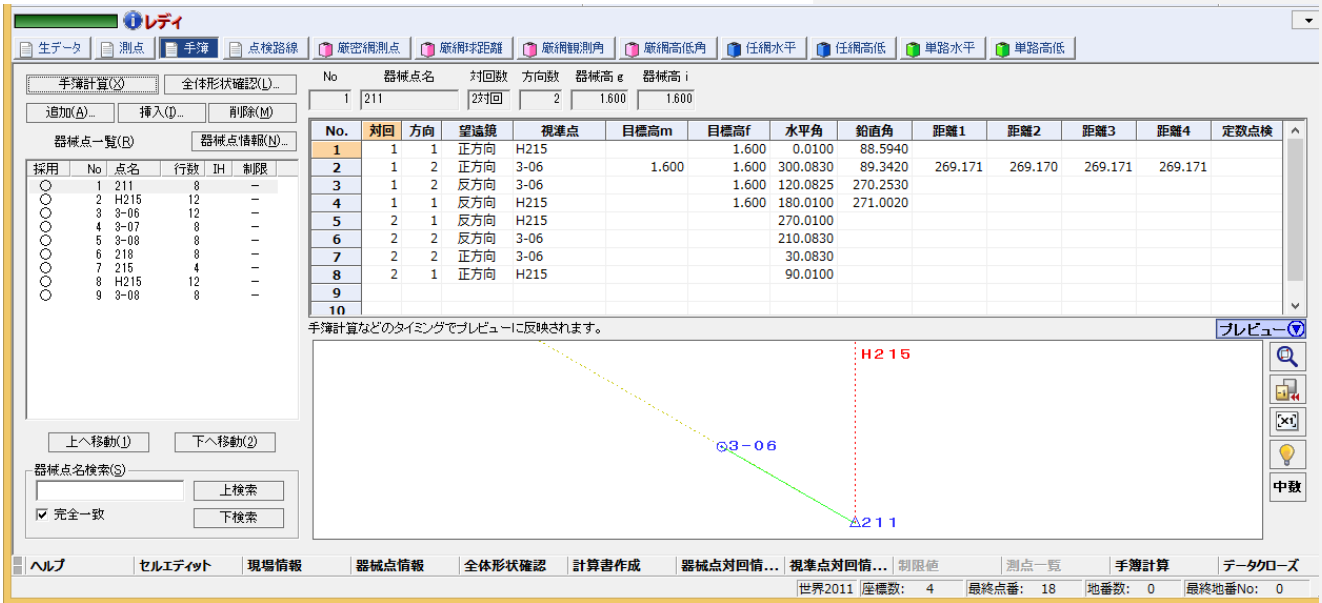 レディ
生データ 測点 手簿 点検路線 厳密網測点 厳網球距離 厳網観測角 厳網高低角 任網水平 任網高低 単路水平 単路高低
手簿計算(X) 全体形状確認(L)...
追加(A)... 挿入(I)... 削除(M)
器械点一覧(R) 器械点情報(N)...
採用 No 点名 行数 IH 制限
○ 1 211 8 −
○ 2 H215 12 −
○ 3 3-06 12 −
○ 4 3-07 8 −
○ 5 3-08 8 −
○ 6 218 8 −
○ 7 215 4 −
○ 8 H215 12 −
○ 9 3-08 8 −
上へ移動(1) 下へ移動(2)
器械点名検索(S)
上検索
完全一致 下検索
No 器械点名 対回数 方向数 器械高g 器械高i
1 211 2対回 2 1.600 1.600
No. 対回 方向 望遠鏡 視準点 目標高m 目標高f 水平角 鉛直角 距離1 距離2 距離3 距離4 定数点検
1 1 1 正方向 H215 1.600 0.0100 88.5940
2 1 2 正方向 3-06 1.600 1.600 300.0830 89.3420 269.171 269.170 269.171 269.171
3 1 2 反方向 3-06 1.600 120.0825 270.2530
4 1 1 反方向 H215 1.600 180.0100 271.0020
5 2 1 反方向 H215 270.0100
6 2 2 反方向 3-06 210.0830
7 2 2 正方向 3-06 30.0830
8 2 1 正方向 H215 90.0100
9
10
手簿計算などのタイミングでプレビューに反映されます。 プレビュー
H215
3-06
211
中数
ヘルプ セルエディット 現場情報 器械点情報 全体形状確認 計算書作成 器械点対回情... 視準点対回情... 制限値 測点一覧 手簿計算 データクローズ
世界2011 座標数: 4 最終点番: 18 地番数: 0 最終地番No: 0